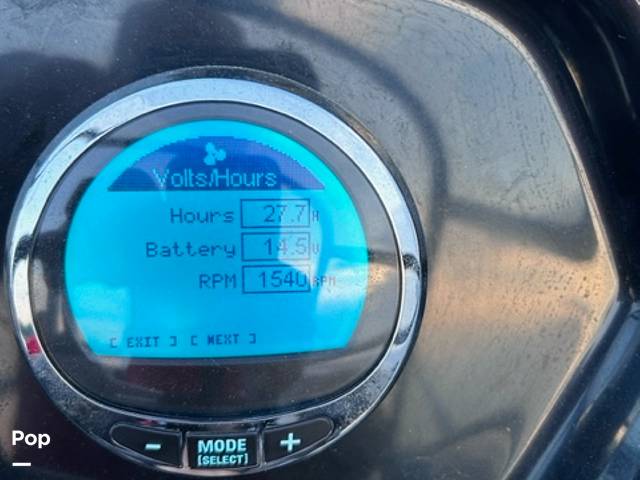 Volts/Hours
Hours 27.7 H
Battery 14.5 V
RPM 1540 RPM
[ EXIT ] [ NEXT ]
- MODE +
[SELECT]
Pop